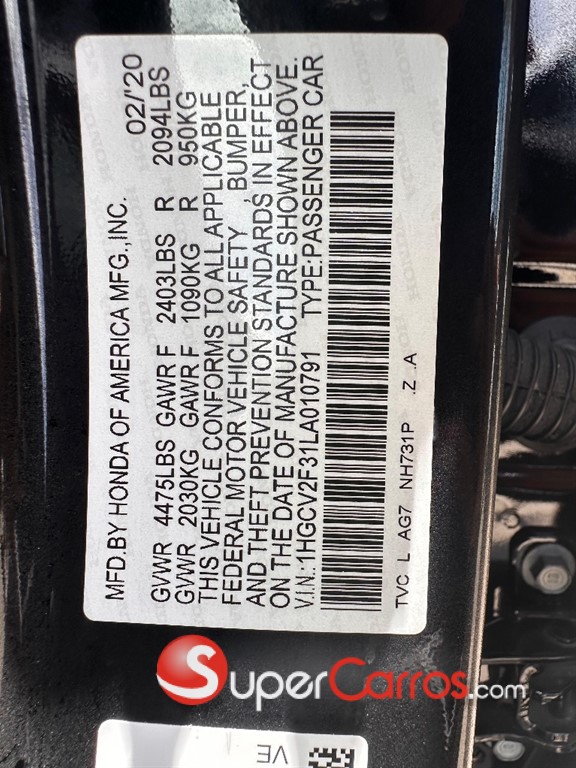 MFD.BY HONDA OF AMERICA MFG.,INC. 02/'20
GVWR 4475LBS GAWR F 2403LBS R 2094LBS
GVWR 2030KG GAWR F 1090KG R 950KG
THIS VEHICLE CONFORMS TO ALL APPLICABLE
FEDERAL MOTOR VEHICLE SAFETY, BUMPER,
AND THEFT PREVENTION STANDARDS IN EFFECT
ON THE DATE OF MANUFACTURE SHOWN ABOVE.
V.I.N.:1HGCV2F31LA010791 TYPE:PASSENGER CAR
TVC L AG7 NH731P .Z .A
SUPERCARROS.com
VE